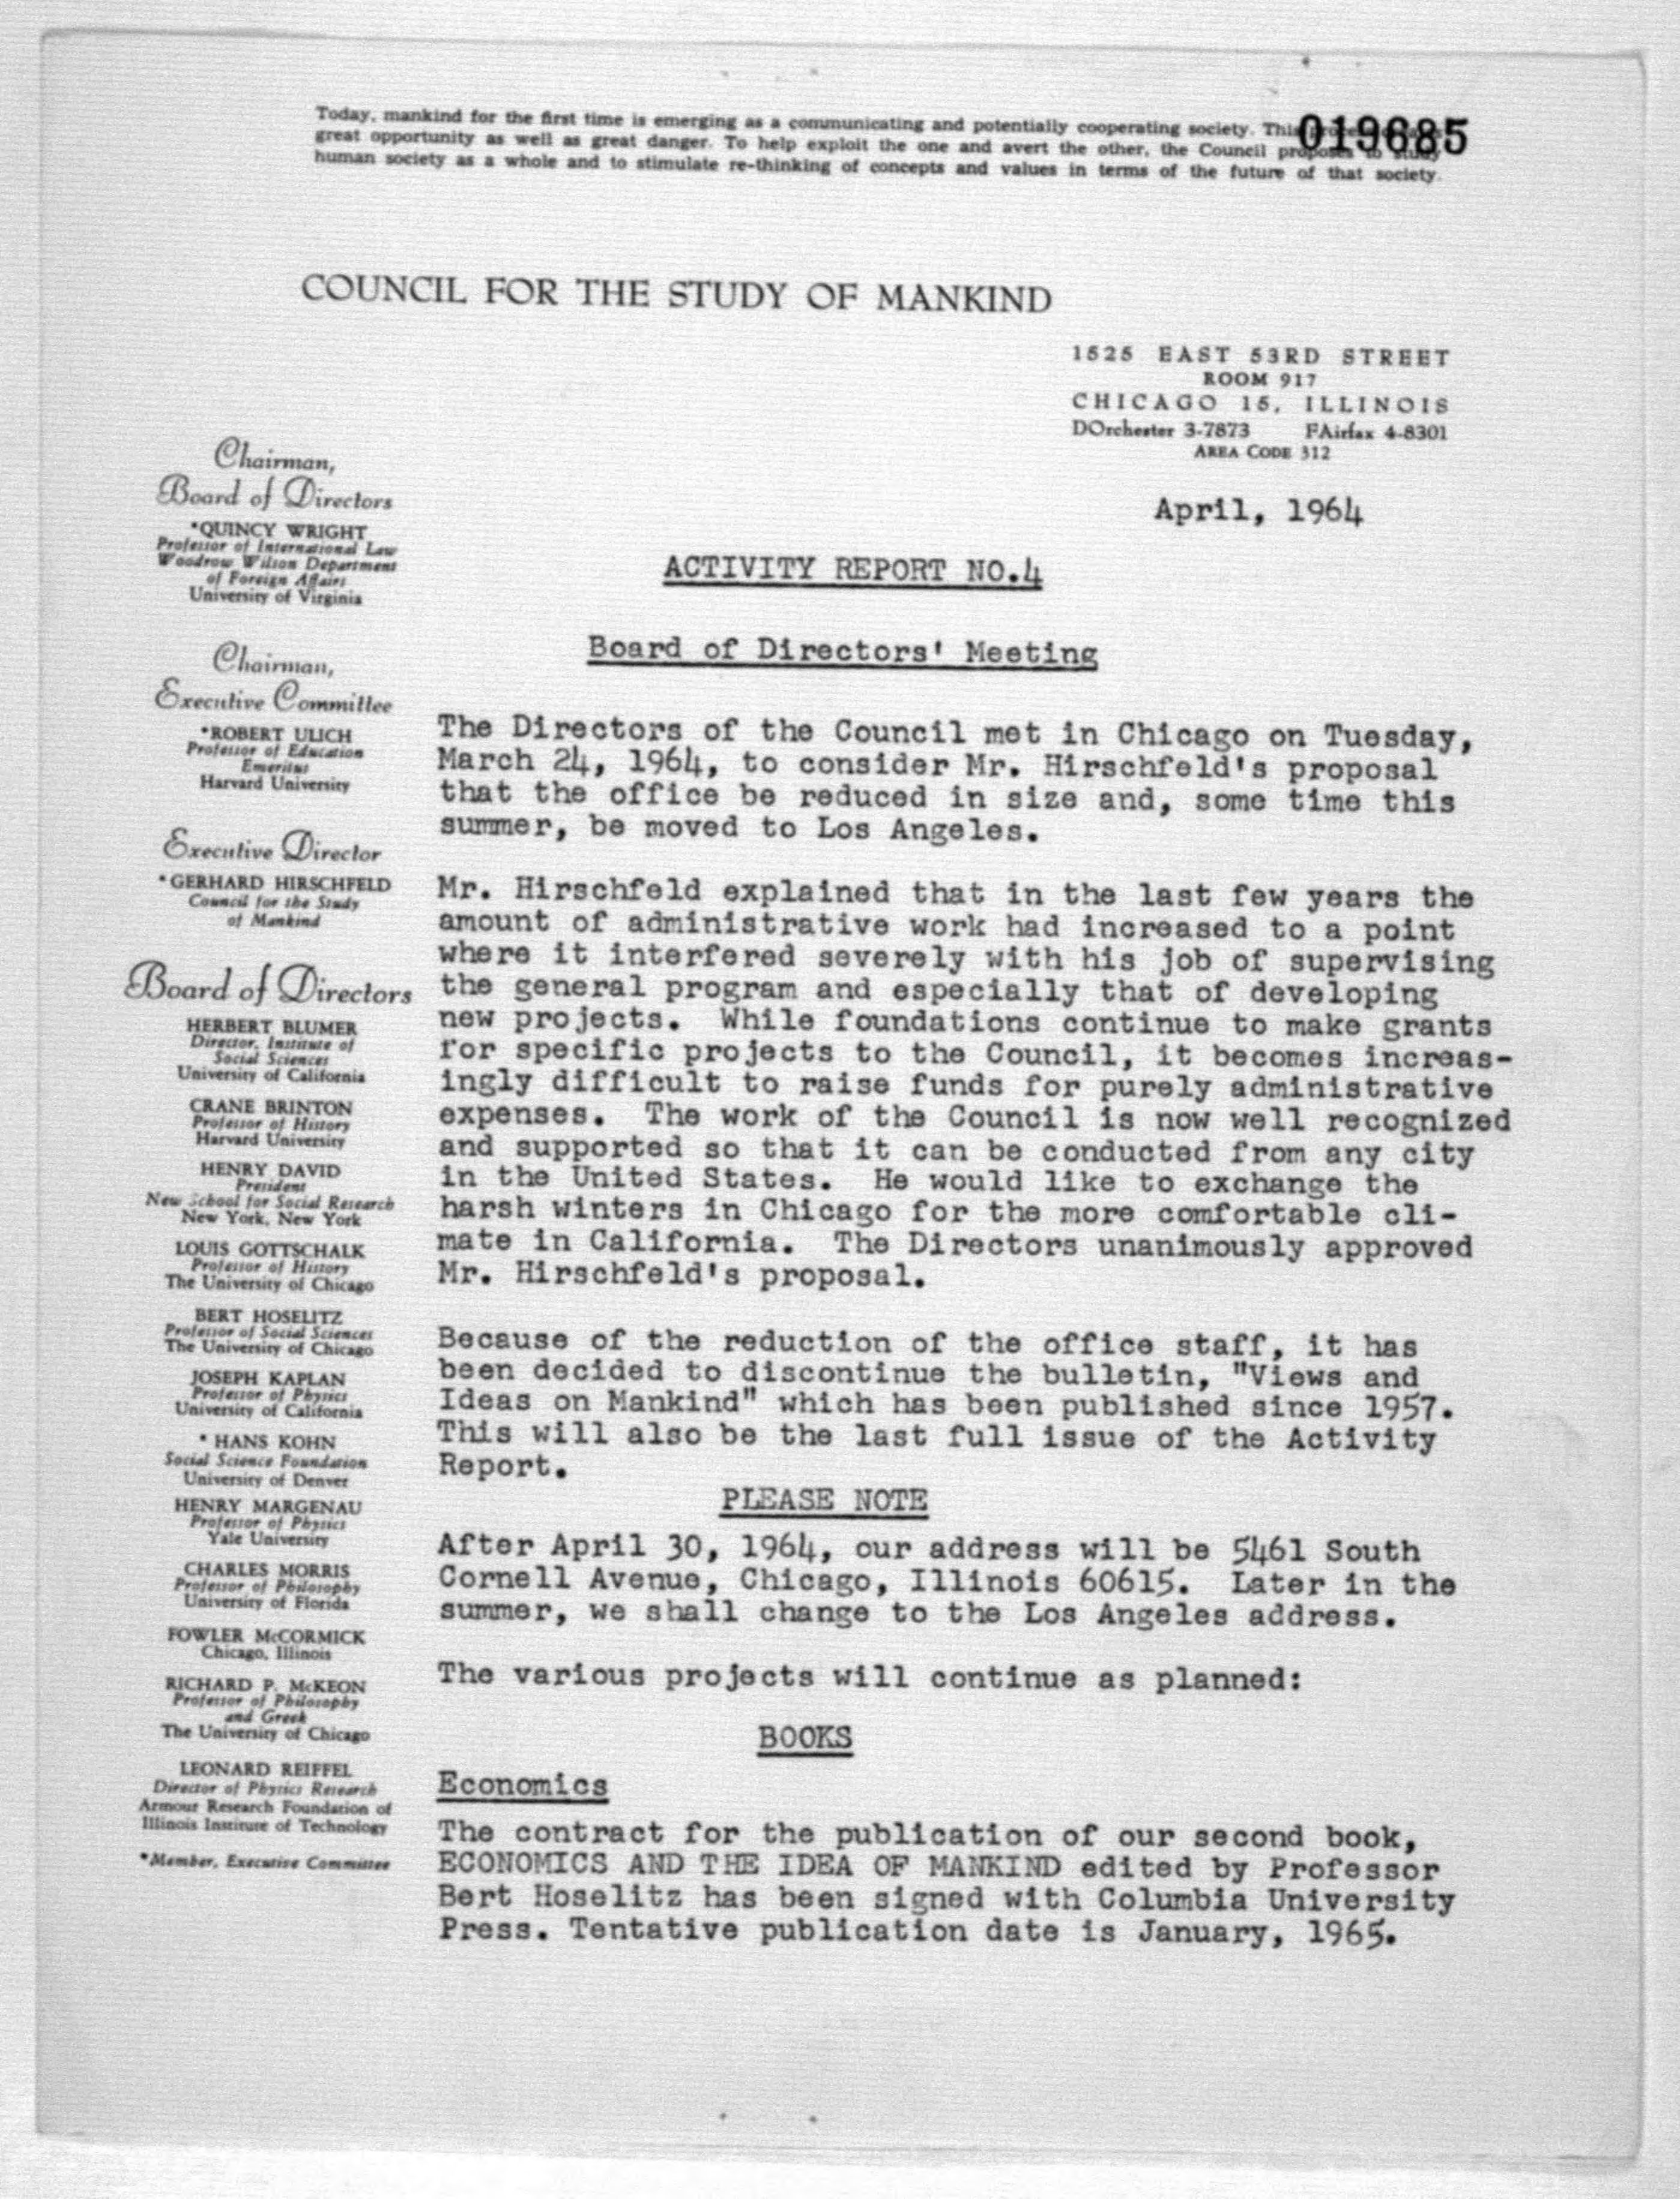 Today, mankind for the first time is emerging as a communicating and potentially cooperating society. This
019685
great opportunity as well as great danger. To help exploit the one and avert the other, the Council proposes to study
human society as a whole and to stimulate re-thinking of concepts and values in terms of the future of that society.
COUNCIL FOR THE STUDY OF MANKIND
1525 EAST 53RD STREET
ROOM 917
CHICAGO 15, ILLINOIS
DOrchester 3-7873 FAirfax 4-8301
AREA CODE 312
Chairman,
Board of Directors
*QUINCY WRIGHT
Professor of International Law
Woodrow Wilson Department
of Foreign Affairs
University of Virginia
Chairman,
Executive Committee
*ROBERT ULICH
Professor of Education
Emeritus
Harvard University
Executive Director
*GERHARD HIRSCHFELD
Council for the Study
of Mankind
Board of Directors
HERBERT BLUMER
Director, Institute of
Social Sciences
University of California
CRANE BRINTON
Professor of History
Harvard University
HENRY DAVID
President
New School for Social Research
New York, New York
LOUIS GOTTSCHALK
Professor of History
The University of Chicago
BERT HOSELITZ
Professor of Social Sciences
The University of Chicago
JOSEPH KAPLAN
Professor of Physics
University of California
* HANS KOHN
Social Science Foundation
University of Denver
HENRY MARGENAU
Professor of Physics
Yale University
CHARLES MORRIS
Professor of Philosophy
University of Florida
FOWLER McCORMICK
Chicago, Illinois
RICHARD P. McKEON
Professor of Philosophy
and Greek
The University of Chicago
LEONARD REIFFEL
Director of Physics Research
Armour Research Foundation of
Illinois Institute of Technology
*Member, Executive Committee
April, 1964
ACTIVITY REPORT NO.4
Board of Directors' Meeting
The Directors of the Council met in Chicago on Tuesday,
March 24, 1964, to consider Mr. Hirschfeld's proposal
that the office be reduced in size and, some time this
summer, be moved to Los Angeles.
Mr. Hirschfeld explained that in the last few years the
amount of administrative work had increased to a point
where it interfered severely with his job of supervising
the general program and especially that of developing
new projects. While foundations continue to make grants
for specific projects to the Council, it becomes increas-
ingly difficult to raise funds for purely administrative
expenses. The work of the Council is now well recognized
and supported so that it can be conducted from any city
in the United States. He would like to exchange the
harsh winters in Chicago for the more comfortable cli-
mate in California. The Directors unanimously approved
Mr. Hirschfeld's proposal.
Because of the reduction of the office staff, it has
been decided to discontinue the bulletin, "Views and
Ideas on Mankind" which has been published since 1957.
This will also be the last full issue of the Activity
Report.
PLEASE NOTE
After April 30, 1964, our address will be 5461 South
Cornell Avenue, Chicago, Illinois 60615. Later in the
summer, we shall change to the Los Angeles address.
The various projects will continue as planned:
BOOKS
Economics
The contract for the publication of our second book,
ECONOMICS AND THE IDEA OF MANKIND edited by Professor
Bert Hoselitz has been signed with Columbia University
Press. Tentative publication date is January, 1965.